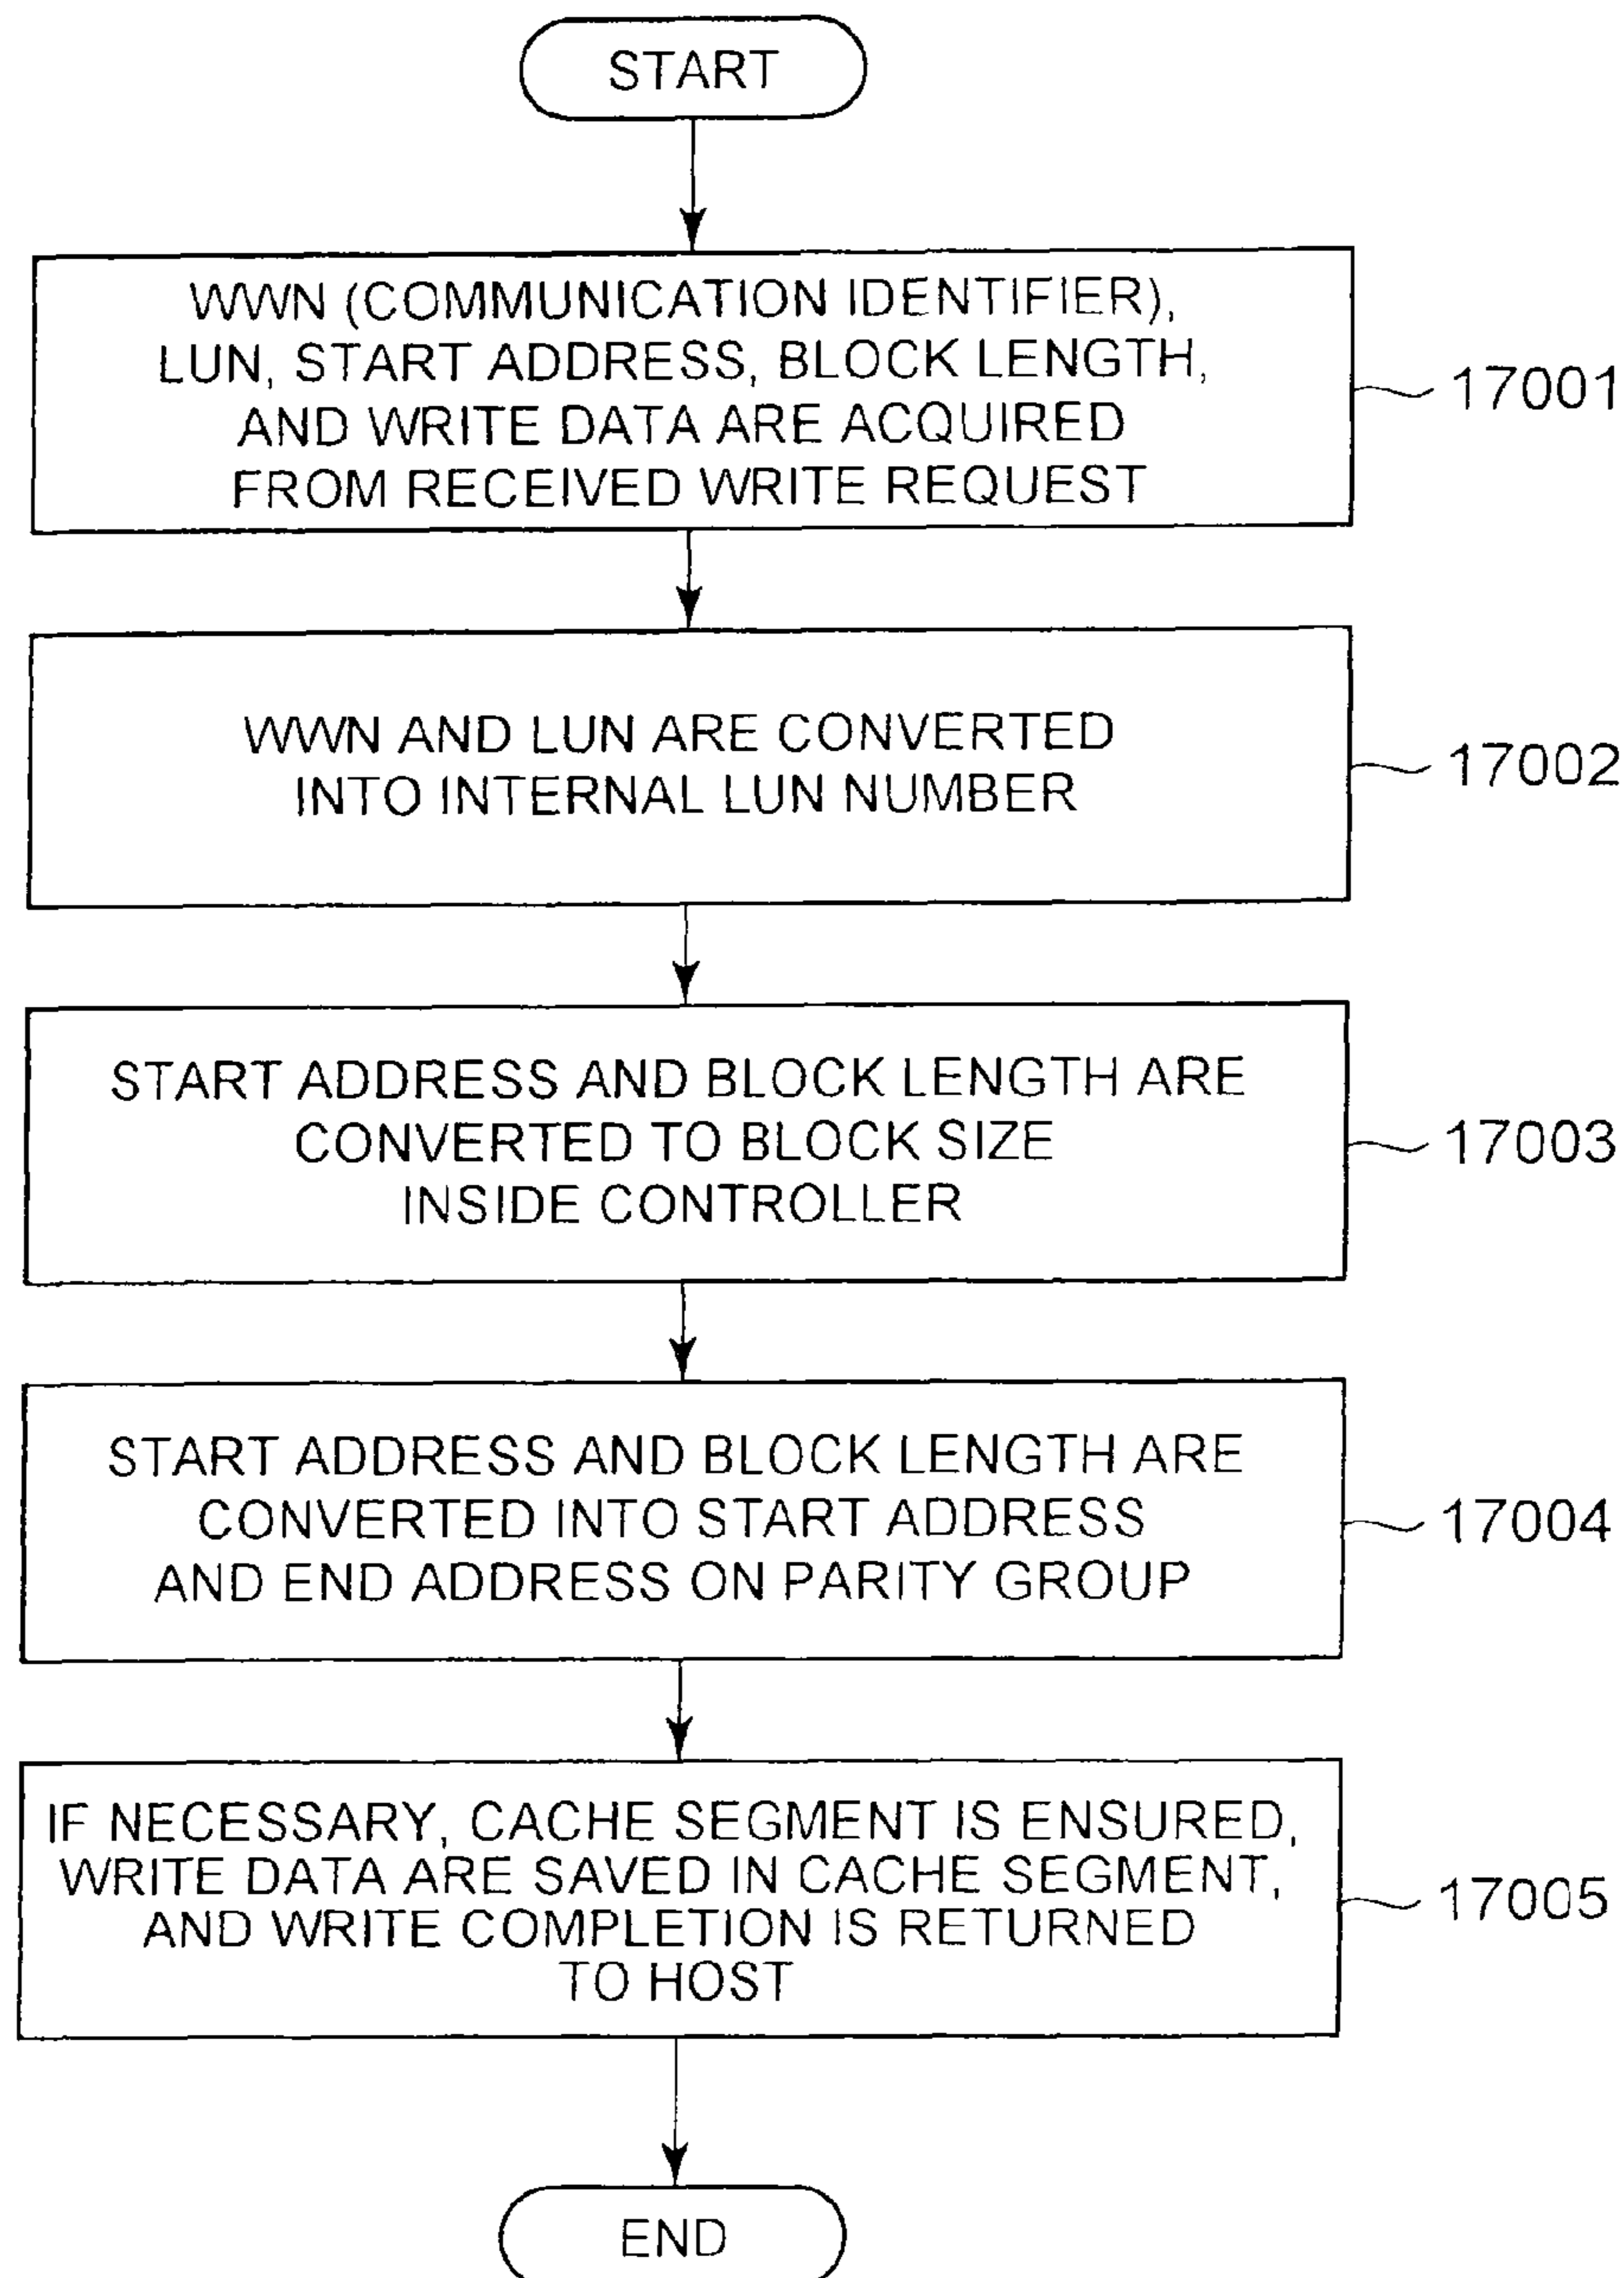 START
WWN (COMMUNICATION IDENTIFIER),
LUN, START ADDRESS, BLOCK LENGTH,
AND WRITE DATA ARE ACQUIRED
FROM RECEIVED WRITE REQUEST
17001
WWN AND LUN ARE CONVERTED
INTO INTERNAL LUN NUMBER
17002
START ADDRESS AND BLOCK LENGTH ARE
CONVERTED TO BLOCK SIZE
INSIDE CONTROLLER
17003
START ADDRESS AND BLOCK LENGTH ARE
CONVERTED INTO START ADDRESS
AND END ADDRESS ON PARITY GROUP
17004
IF NECESSARY, CACHE SEGMENT IS ENSURED,
WRITE DATA ARE SAVED IN CACHE SEGMENT,
AND WRITE COMPLETION IS RETURNED
TO HOST
17005
END